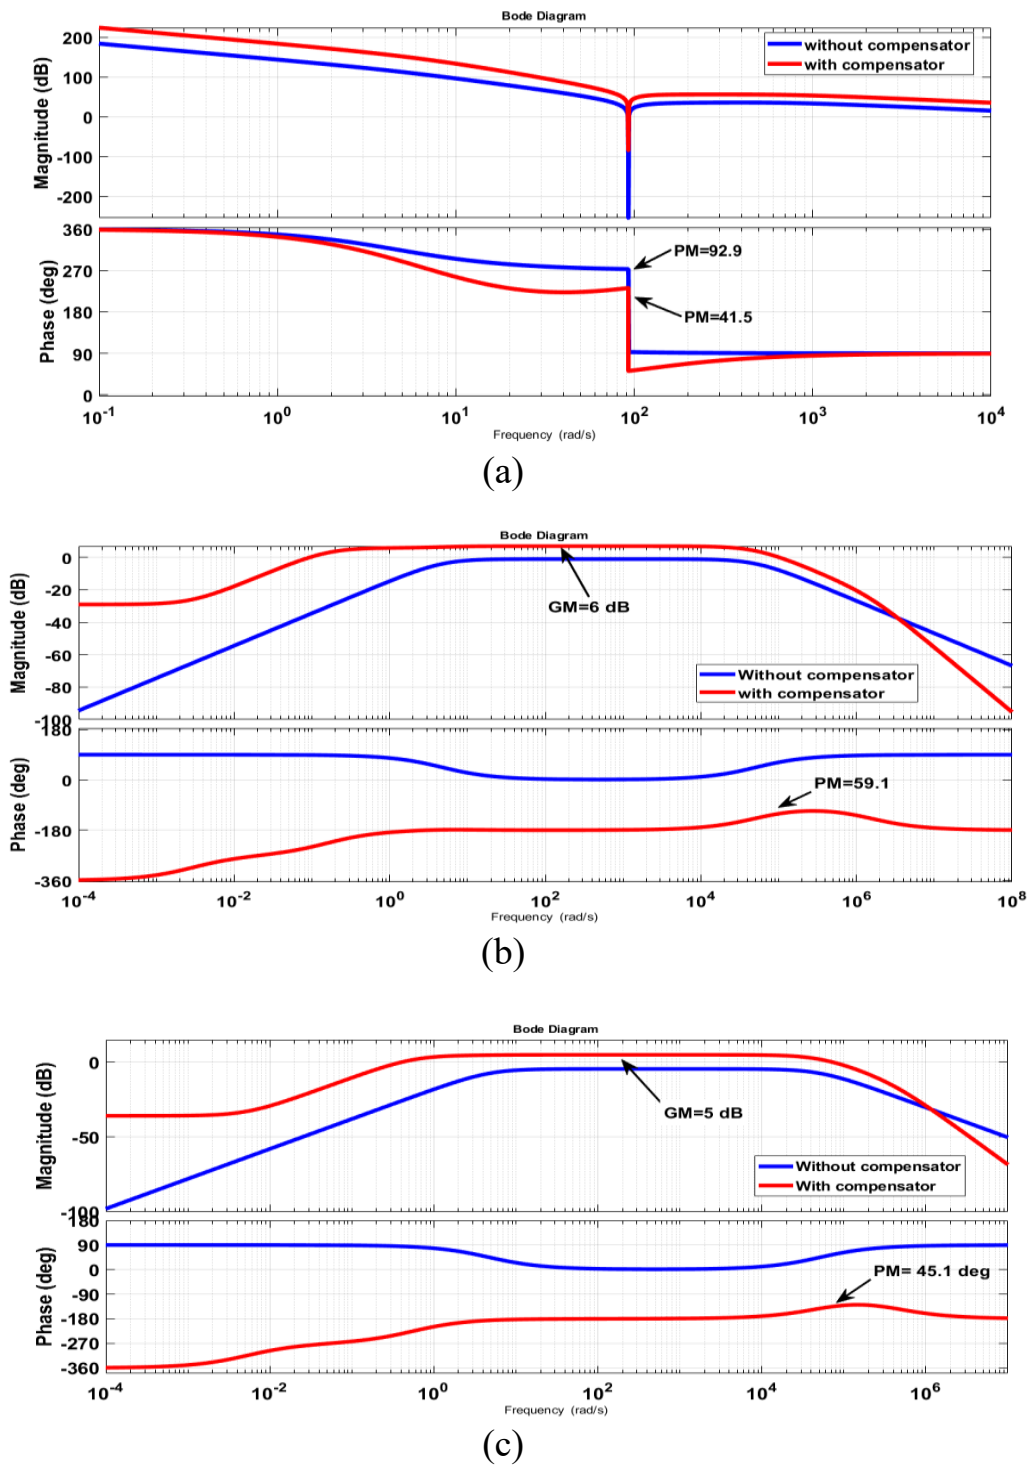 Bode Diagram
Magnitude (dB)
200
100
0
-100
-200
without compensator
with compensator
Phase (deg)
360
270
180
90
0
PM=92.9
PM=41.5
10-1
100
101
102
103
104
Frequency (rad/s)
(a)
Bode Diagram
Magnitude (dB)
0
-20
-40
-60
-80
-100
GM=6 dB
Without compensator
with compensator
Phase (deg)
180
0
-180
-360
PM=59.1
10-4
10-2
100
102
104
106
108
Frequency (rad/s)
(b)
Bode Diagram
Magnitude (dB)
0
-50
-100
GM=5 dB
Without compensator
With compensator
Phase (deg)
180
90
0
-90
-180
-270
-360
PM= 45.1 deg
10-4
10-2
100
102
104
106
Frequency (rad/s)
(c)